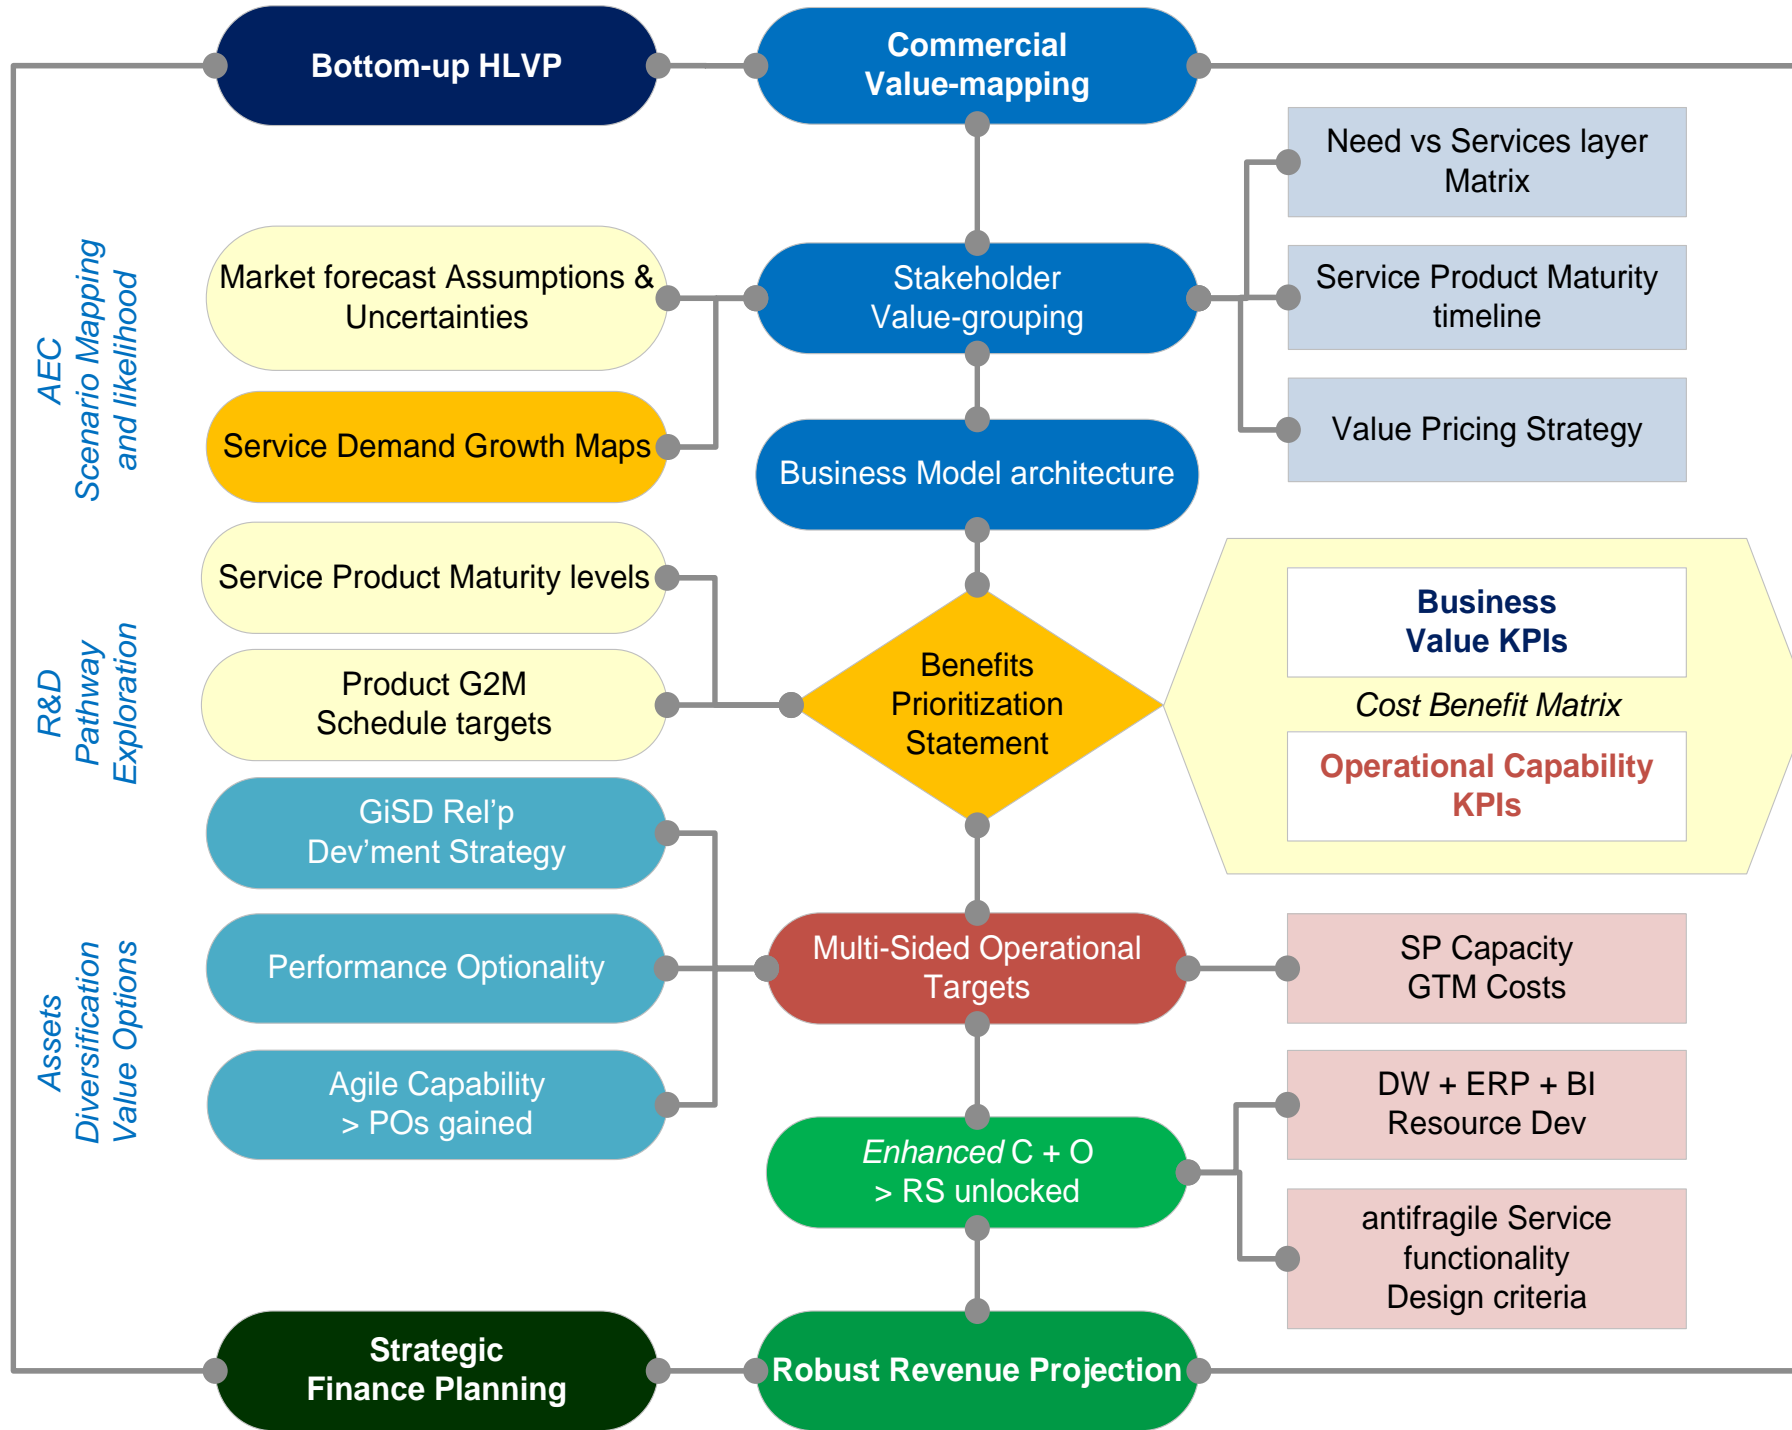 Bottom-up HLVP
Commercial
Value-mapping
Need vs Services layer
Matrix
AEC
Scenario Mapping
and likelihood
Market forecast Assumptions &
Uncertainties
Stakeholder
Value-grouping
Service Product Maturity
timeline
Service Demand Growth Maps
Business Model architecture
Value Pricing Strategy
R&D
Pathway
Exploration
Service Product Maturity levels
Product G2M
Schedule targets
Benefits
Prioritization
Statement
Business
Value KPIs
Cost Benefit Matrix
Operational Capability
KPIs
Assets
Diversification
Value Options
GiSD Rel’p
Dev’ment Strategy
Performance Optionality
Multi-Sided Operational
Targets
SP Capacity
GTM Costs
Agile Capability
> POs gained
Enhanced C + O
> RS unlocked
DW + ERP + BI
Resource Dev
antifragile Service
functionality
Design criteria
Strategic
Finance Planning
Robust Revenue Projection